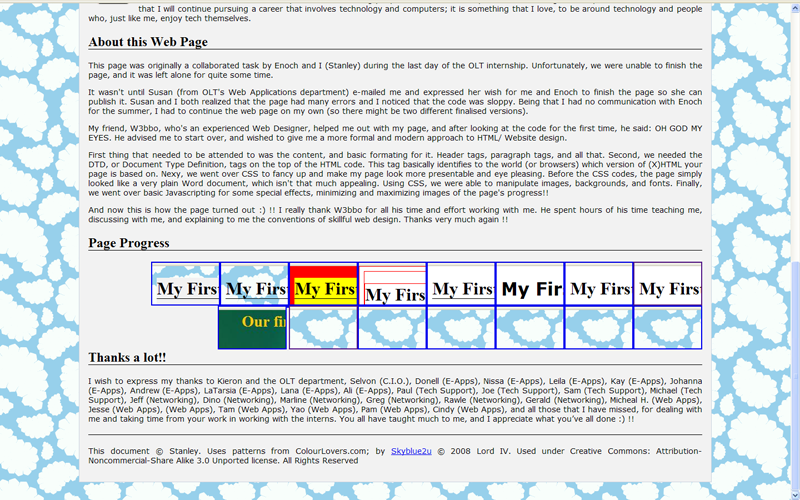 that I will continue pursuing a career that involves technology and computers; it is something that I love, to be around technology and people
who, just like me, enjoy tech themselves.
About this Web Page
This page was originally a collaborated task by Enoch and I (Stanley) during the last day of the OLT internship. Unfortunately, we were unable to finish the
page, and it was left alone for quite some time.
It wasn't until Susan (from OLT's Web Applications department) e-mailed me and expressed her wish for me and Enoch to finish the page so she can
publish it. Susan and I both realized that the page had many errors and I noticed that the code was sloppy. Being that I had no communication with Enoch
for the summer, I had to continue the web page on my own (so there might be two different finalised versions).
My friend, W3bbo, who's an experienced Web Designer, helped me out with my page, and after looking at the code for the first time, he said: OH GOD MY
EYES. He advised me to start over, and wished to give me a more formal and modern approach to HTML/ Website design.
First thing that needed to be attended to was the content, and basic formating for it. Header tags, paragraph tags, and all that. Second, we needed the
DTD, or Document Type Definition, tags on the top of the HTML code. This tag basically identifies to the world (or browsers) which version of (X)HTML your
page is based on. Nexy, we went over CSS to fancy up and make my page look more presentable and eye pleasing. Before the CSS codes, the page simply
looked like a very plain Word document, which isn't that much appealing. Using CSS, we were able to manipulate images, backgrounds, and fonts. Finally,
we went over basic Javascripting for some special effects, minimizing and maximizing images of the page's progress!!
And now this is how the page turned out :) !! I really thank W3bbo for all his time and effort working with me. He spent hours of his time teaching me,
discussing with me, and explaining to me the conventions of skillful web design. Thanks very much again !!
Page Progress
My Firs My Firs My Firs My Firs My Firs My Fir My Firs My Firs
Our fi
Thanks a lot!!
I wish to express my thanks to Kieron and the OLT department, Selvon (C.I.O.), Donell (E-Apps), Nissa (E-Apps), Leila (E-Apps), Kay (E-Apps), Johanna
(E-Apps), Andrew (E-Apps), LaTarsia (E-Apps), Lana (E-Apps), Ali (E-Apps), Paul (Tech Support), Joe (Tech Support), Sam (Tech Support), Michael (Tech
Support), Jeff (Networking), Dino (Networking), Marline (Networking), Greg (Networking), Rawle (Networking), Gerald (Networking), Micheal H. (Web Apps),
Jesse (Web Apps), (Web Apps), Tam (Web Apps), Yao (Web Apps), Pam (Web Apps), Cindy (Web Apps), and all those that I have missed, for dealing with
me and taking time from your work in working with the interns. You all have taught much to me, and I appreciate what you've all done :) !!
This document © Stanley. Uses patterns from ColourLovers.com; by Skyblue2u © 2008 Lord IV. Used under Creative Commons: Attribution-
Noncommercial-Share Alike 3.0 Unported license. All Rights Reserved